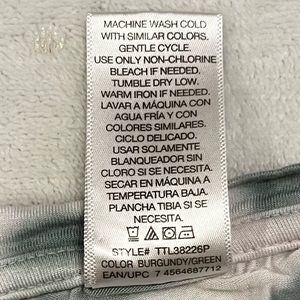 MACHINE WASH COLD
WITH SIMILAR COLORS.
GENTLE CYCLE.
USE ONLY NON-CHLORINE
BLEACH IF NEEDED.
TUMBLE DRY LOW.
WARM IRON IF NEEDED.
LAVAR A MÁQUINA CON
AGUA FRÍA Y CON
COLORES SIMILARES.
CICLO DELICADO.
USAR SOLAMENTE
BLANQUEADOR SIN
CLORO SI SE NECESITA.
SECAR EN MÁQUINA A
TEMPERATURA BAJA.
PLANCHA TIBIA SI SE
NECESITA.
STYLE# TTL38226P
COLOR BURGUNDY/GREEN
EAN/UPC 7 4564687712